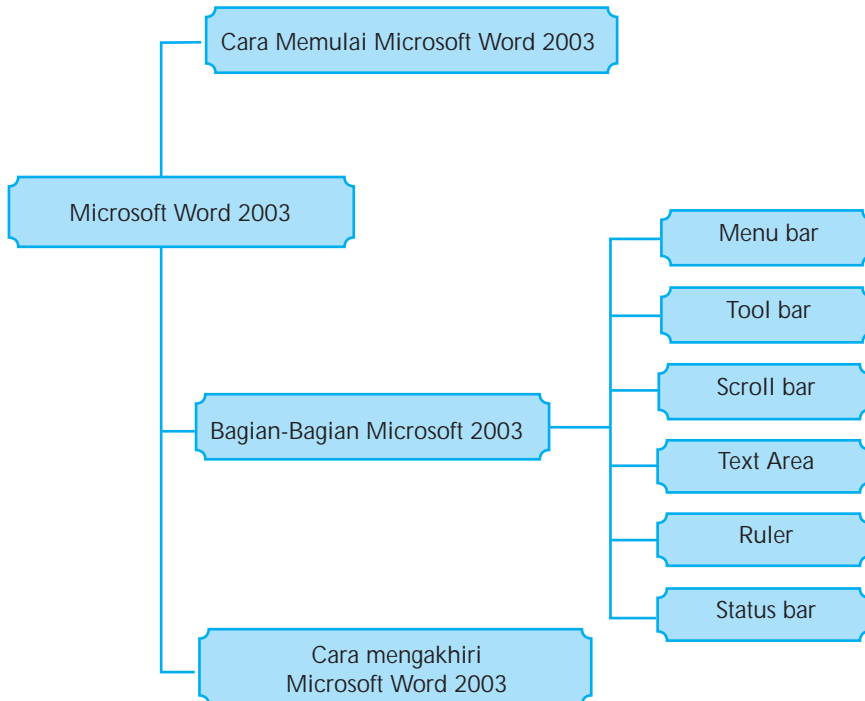 Cara Memulai Microsoft Word 2003
Microsoft Word 2003
Menu bar
Tool bar
Scroll bar
Bagian-Bagian Microsoft 2003
Text Area
Ruler
Status bar
Cara mengakhiri
Microsoft Word 2003